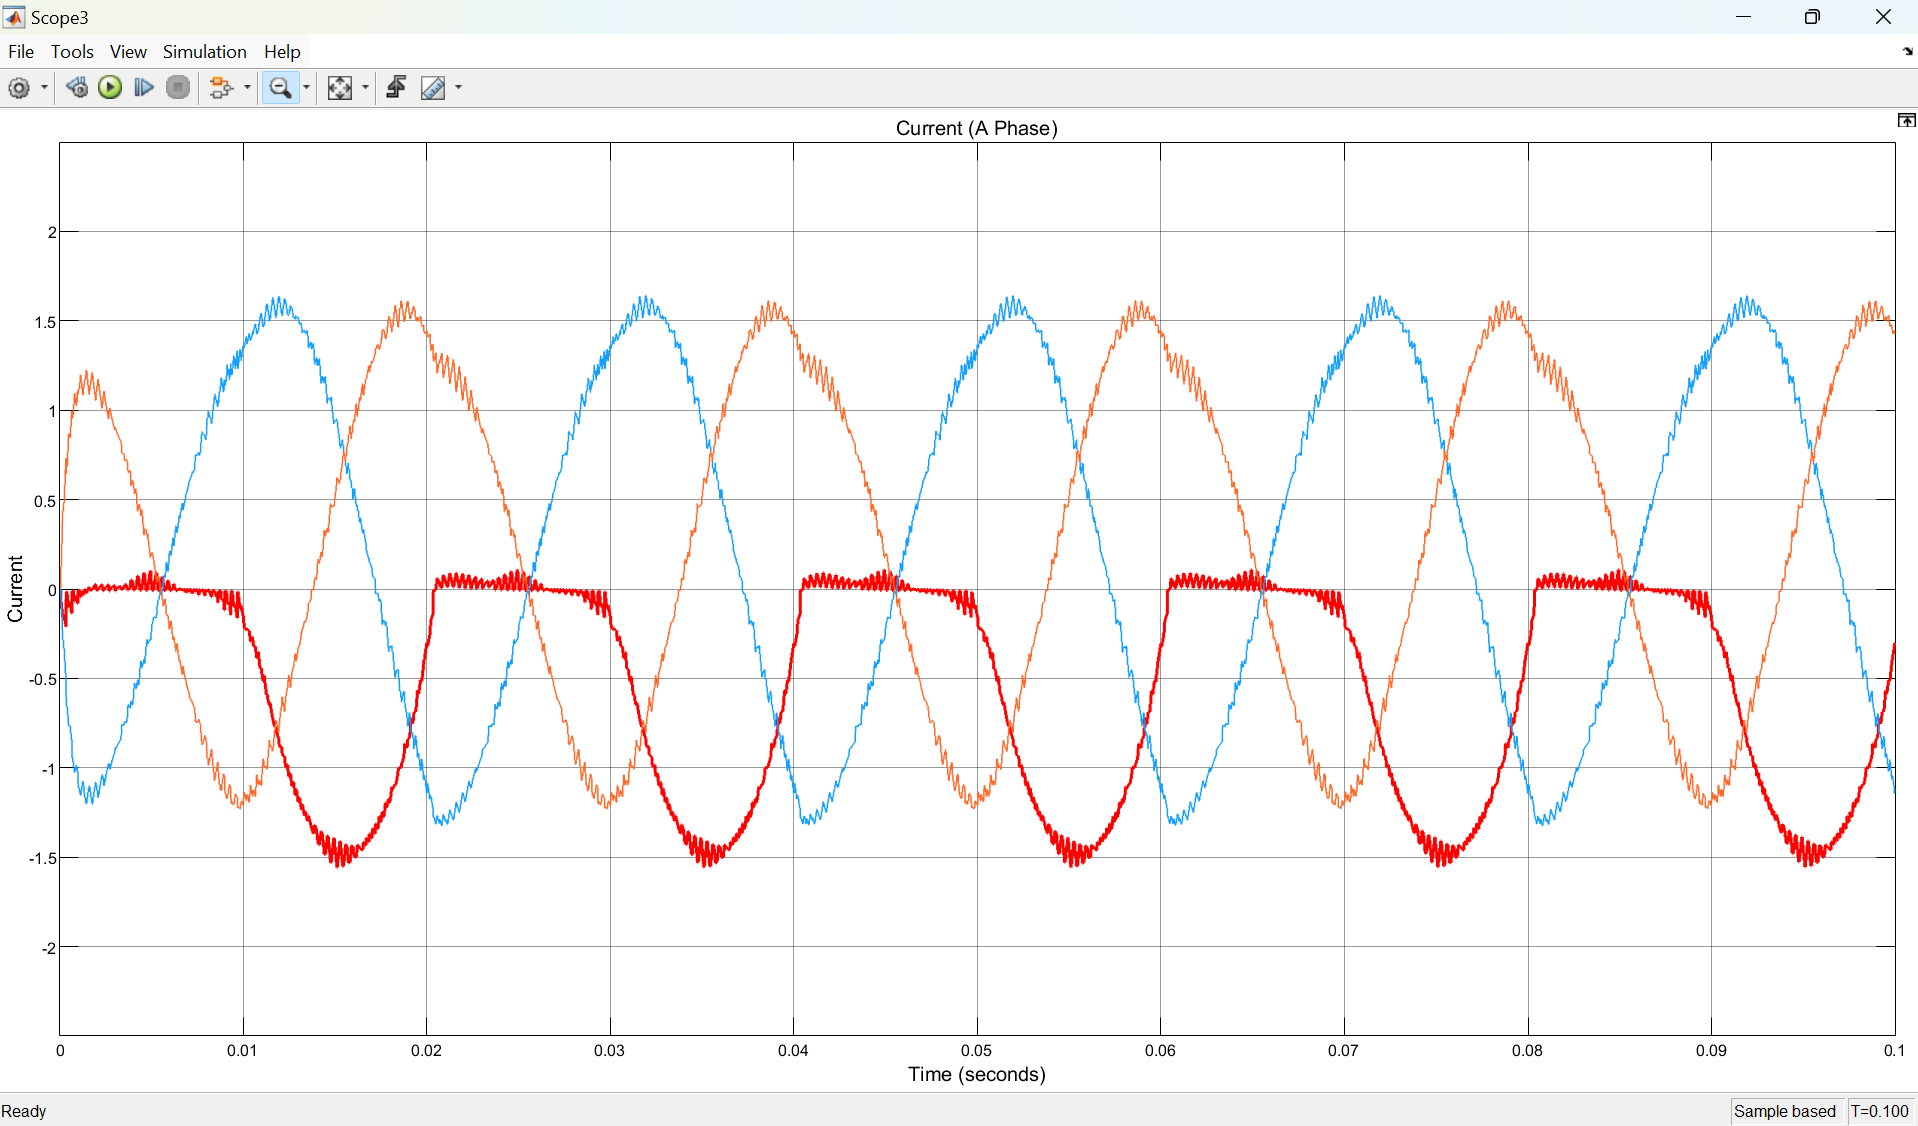 Scope3
File Tools View Simulation Help
Current (A Phase)
2
1.5
1
0.5
0
-0.5
-1
-1.5
-2
Current
0 0.01 0.02 0.03 0.04 0.05 0.06 0.07 0.08 0.09 0.1
Time (seconds)
Ready Sample based T=0.100